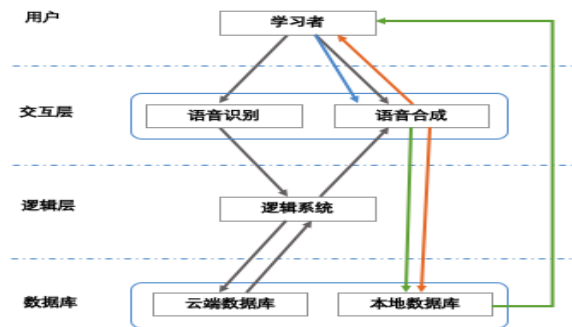 用户
学习者
交互层
语音识别
语音合成
逻辑层
逻辑系统
数据库
云端数据库
本地数据库